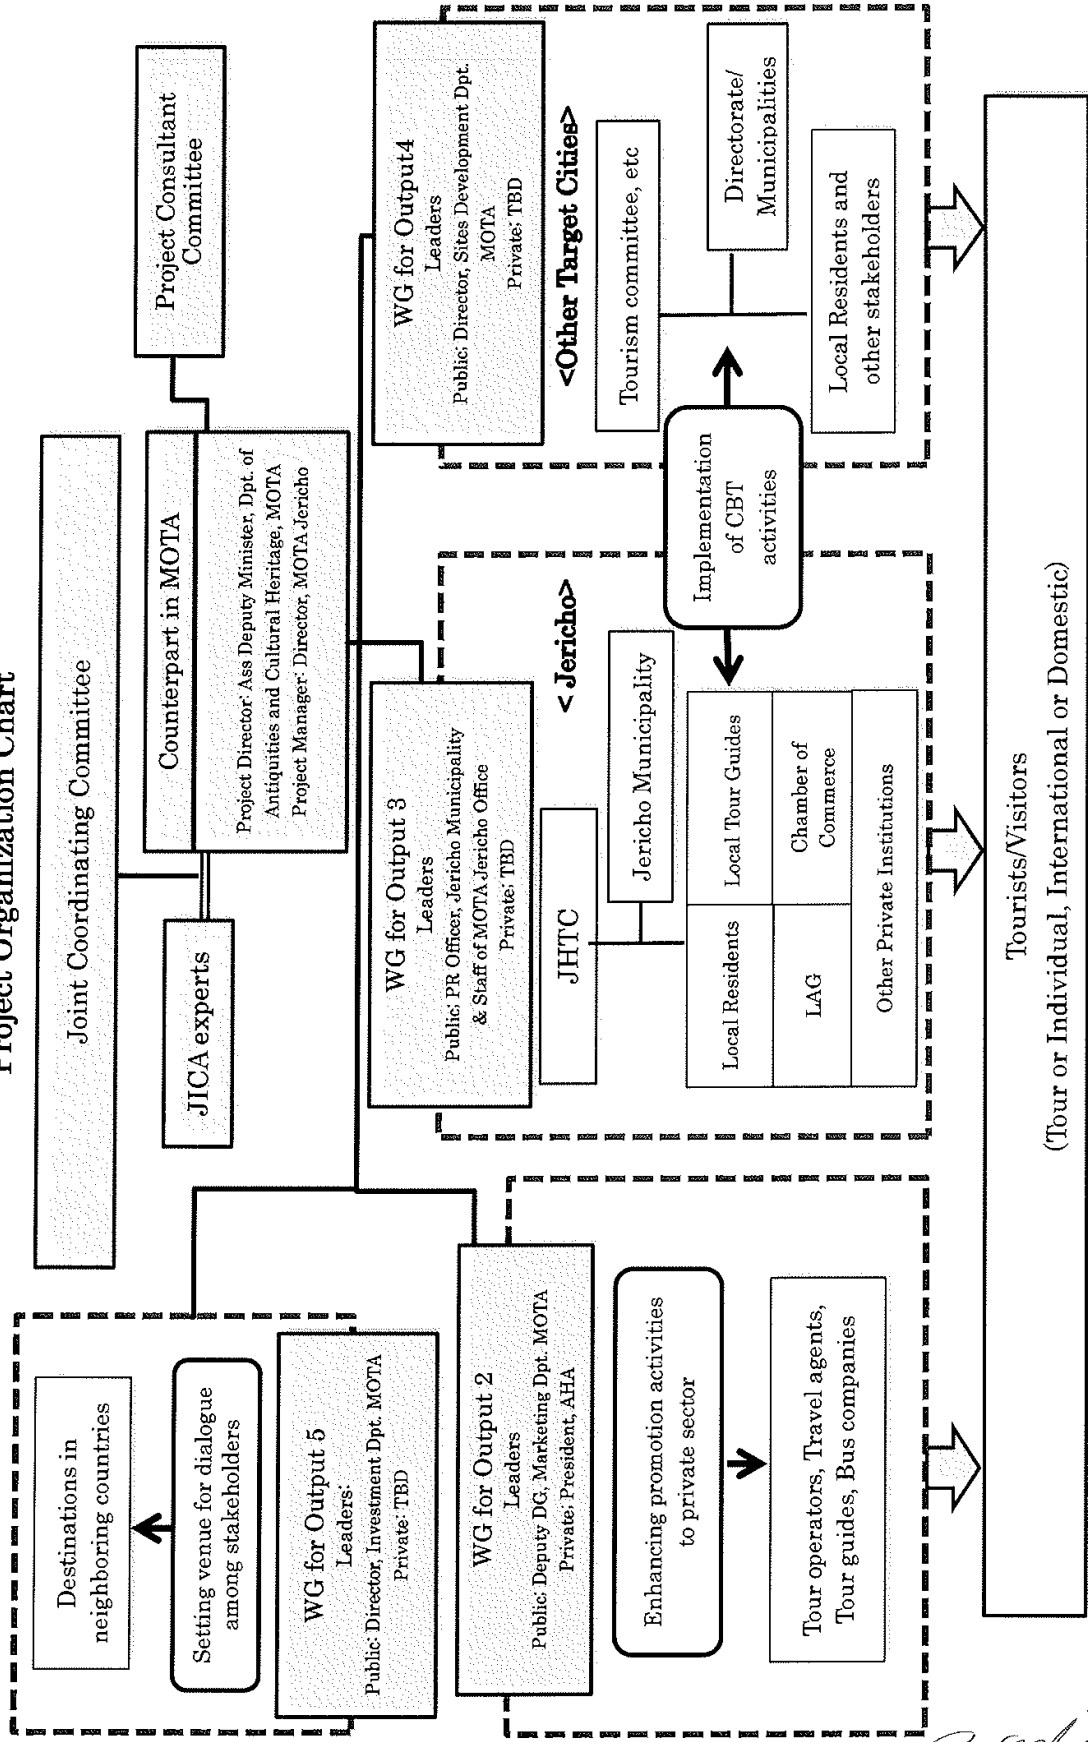 Project Organization Chart
Joint Coordinating Committee
JICA experts
Counterpart in MOTA
Project Director: Ass Deputy Minister, Dpt. of
Antiquities and Cultural Heritage, MOTA
Project Manager: Director, MOTA Jericho
Project Consultant
Committee
Destinations in
neighboring countries
Setting venue for dialogue
among stakeholders
WG for Output 5
Leaders:
Public: Director, Investment Dpt. MOTA
Private: TBD
WG for Output 2
Leaders
Public; Deputy DG, Marketing Dpt. MOTA
Private; President, AHA
Enhancing promotion activities
to private sector
Tour operators, Travel agents,
Tour guides, Bus companies
WG for Output 3
Leaders
Public; PR Officer, Jericho Municipality
& Staff of MOTA Jericho Office
Private; TBD
< Jericho>
JHTC
Jericho Municipality
Local Residents
Local Tour Guides
LAG
Chamber of
Commerce
Other Private Institutions
Implementation
of CBT
activities
WG for Output4
Leaders
Public; Director, Sites Development Dpt.
MOTA
Private; TBD
<Other Target Cities>
Tourism committee, etc
Directorate/
Municipalities
Local Residents and
other stakeholders
Tourists/Visitors
(Tour or Individual, International or Domestic)